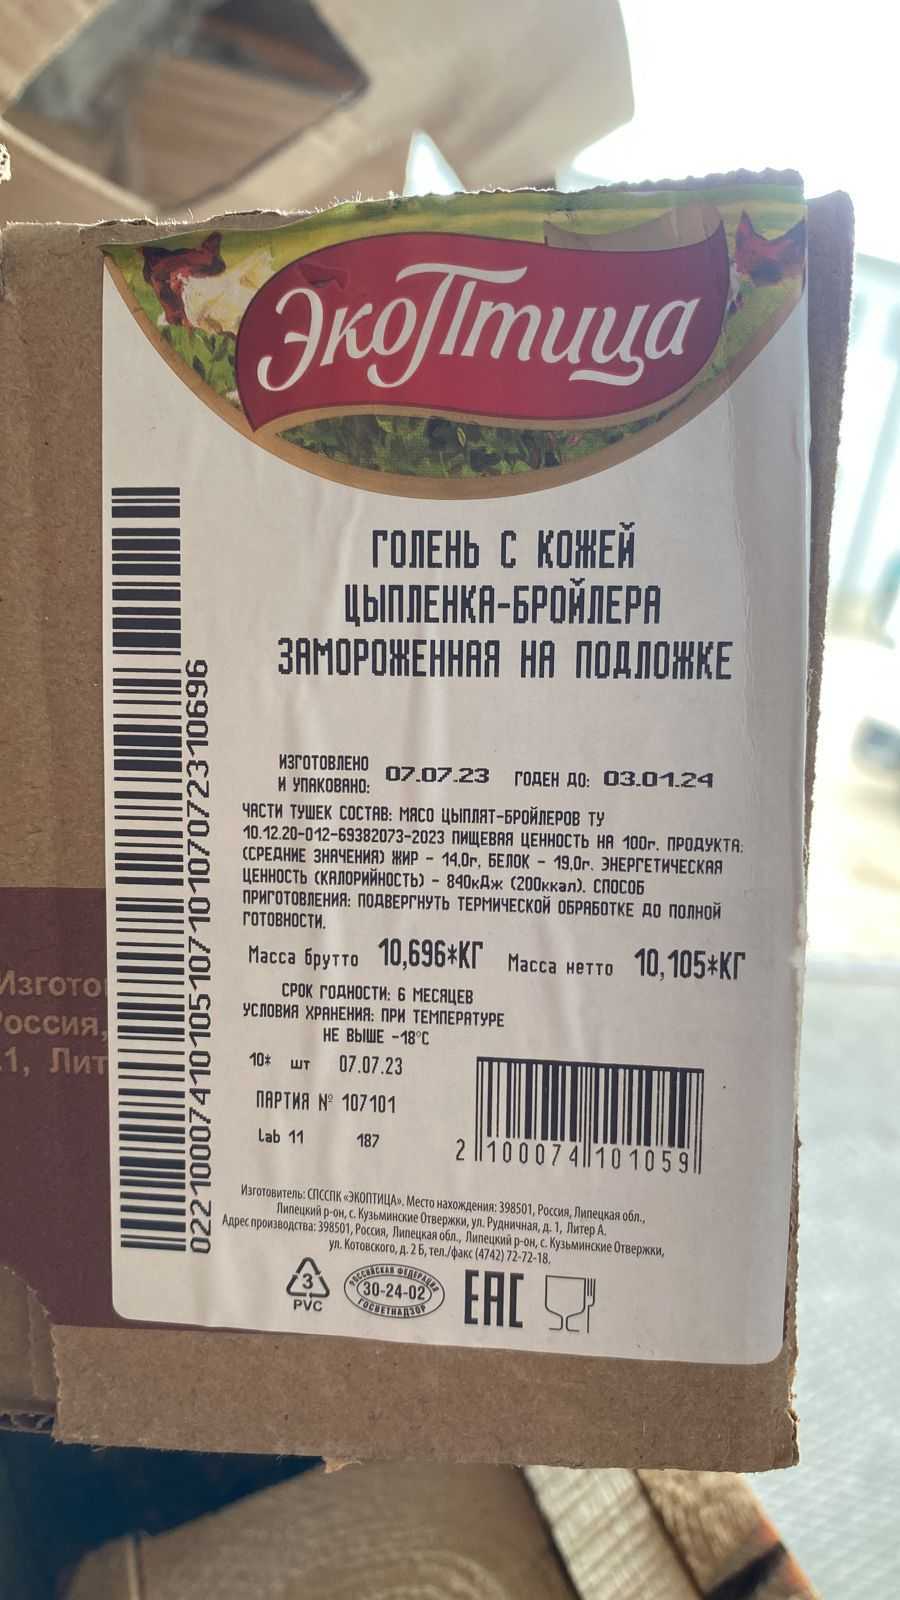 ЭкоПтица
ГОЛЕНЬ С КОЖЕЙ
ЦЫПЛЕНКА-БРОЙЛЕРА
ЗАМОРОЖЕННАЯ НА ПОДЛОЖКЕ
ИЗГОТОВЛЕНО
И УПАКОВАНО: 07.07.23 ГОДЕН ДО: 03.01.24
ЧАСТИ ТУШЕК СОСТАВ: МЯСО ЦЫПЛЯТ-БРОЙЛЕРОВ ТУ
10.12.20-012-69382073-2023 ПИЩЕВАЯ ЦЕННОСТЬ НА 100г. ПРОДУКТА:
(СРЕДНИЕ ЗНАЧЕНИЯ) ЖИР - 14,0г, БЕЛОК - 19,0г. ЭНЕРГЕТИЧЕСКАЯ
ЦЕННОСТЬ (КАЛОРИЙНОСТЬ) - 840кДж (200ккал). СПОСОБ
ПРИГОТОВЛЕНИЯ: ПОДВЕРГНУТЬ ТЕРМИЧЕСКОЙ ОБРАБОТКЕ ДО ПОЛНОЙ
ГОТОВНОСТИ.
Масса брутто 10,696*КГ Масса нетто 10,105*КГ
СРОК ГОДНОСТИ: 6 МЕСЯЦЕВ
УСЛОВИЯ ХРАНЕНИЯ: ПРИ ТЕМПЕРАТУРЕ
НЕ ВЫШЕ -18°С
10* шт 07.07.23
ПАРТИЯ № 107101
Lab 11 187
2 100074 101059
0221000741010510710107072310696
Изготовитель: СПССПК «ЭКОПТИЦА». Место нахождения: 398501, Россия, Липецкая обл.,
Липецкий р-он, с. Кузьминские Отвержки, ул. Рудничная, д. 1, Литер А.
Адрес производства: 398501, Россия, Липецкая обл., Липецкий р-он, с. Кузьминские Отвержки,
ул. Котовского, д. 2 Б, тел./факс (4742) 72-72-18.
3
PVC
РОССИЙСКАЯ ФЕДЕРАЦИЯ
30-24-02
ГОСВЕТНАДЗОР
ЕАС
Изгото
Россия,
1, Лит